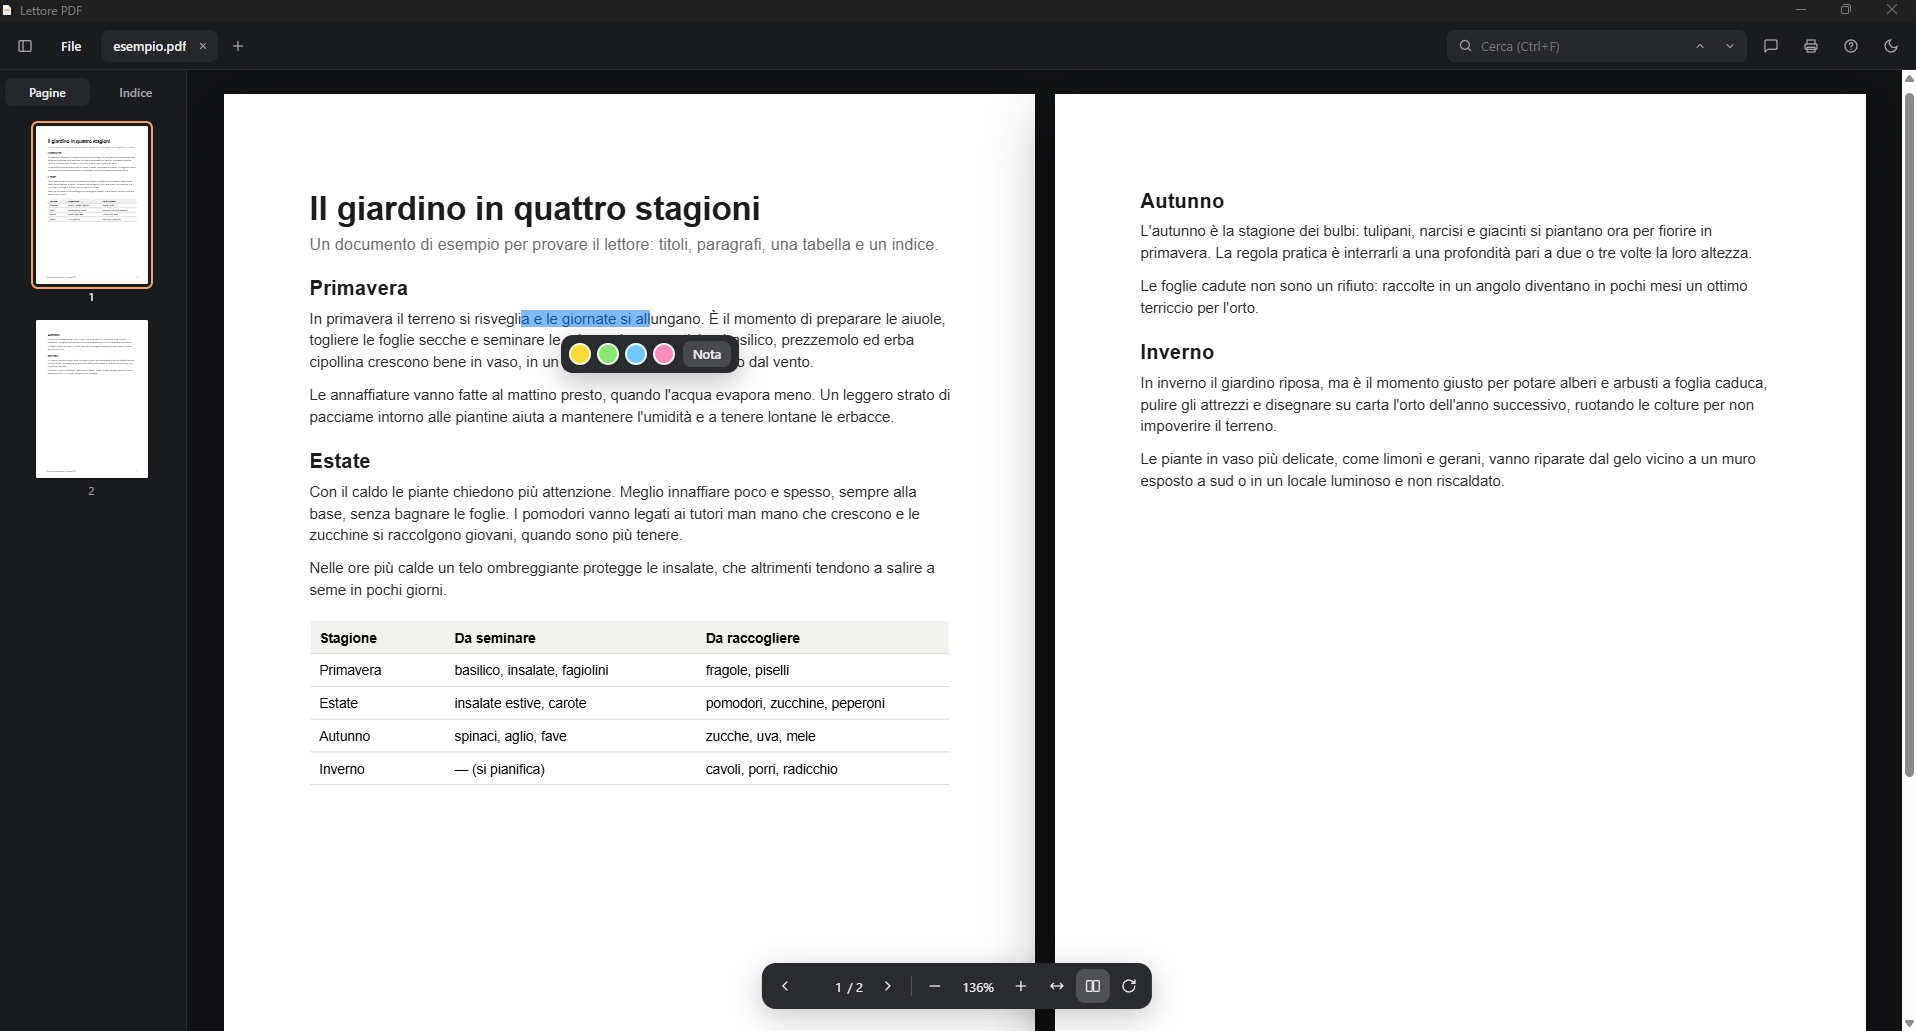 Lettore PDF
File
esempio.pdf
Cerca (Ctrl+F)
Pagine
Indice
1
2
Il giardino in quattro stagioni
Un documento di esempio per provare il lettore: titoli, paragrafi, una tabella e un indice.
Primavera
In primavera il terreno si risveglia e le giornate si allungano. È il momento di preparare le aiuole,
togliere le foglie secche e seminare le prezzemolo ed erba
cipollina crescono bene in vaso, in un dal vento.
Nota
Le annaffiature vanno fatte al mattino presto, quando l'acqua evapora meno. Un leggero strato di
pacciame intorno alle piantine aiuta a mantenere l'umidità e a tenere lontane le erbacce.
Estate
Con il caldo le piante chiedono più attenzione. Meglio innaffiare poco e spesso, sempre alla
base, senza bagnare le foglie. I pomodori vanno legati ai tutori man mano che crescono e le
zucchine si raccolgono giovani, quando sono più tenere.
Nelle ore più calde un telo ombreggiante protegge le insalate, che altrimenti tendono a salire a
seme in pochi giorni.
Stagione Da seminare Da raccogliere
Primavera basilico, insalate, fagiolini fragole, piselli
Estate insalate estive, carote pomodori, zucchine, peperoni
Autunno spinaci, aglio, fave zucche, uva, mele
Inverno — (si pianifica) cavoli, porri, radicchio
Autunno
L'autunno è la stagione dei bulbi: tulipani, narcisi e giacinti si piantano ora per fiorire in
primavera. La regola pratica è interrarli a una profondità pari a due o tre volte la loro altezza.
Le foglie cadute non sono un rifiuto: raccolte in un angolo diventano in pochi mesi un ottimo
terriccio per l'orto.
Inverno
In inverno il giardino riposa, ma è il momento giusto per potare alberi e arbusti a foglia caduca,
pulire gli attrezzi e disegnare su carta l'orto dell'anno successivo, ruotando le colture per non
impoverire il terreno.
Le piante in vaso più delicate, come limoni e gerani, vanno riparate dal gelo vicino a un muro
esposto a sud o in un locale luminoso e non riscaldato.
1 / 2
136%